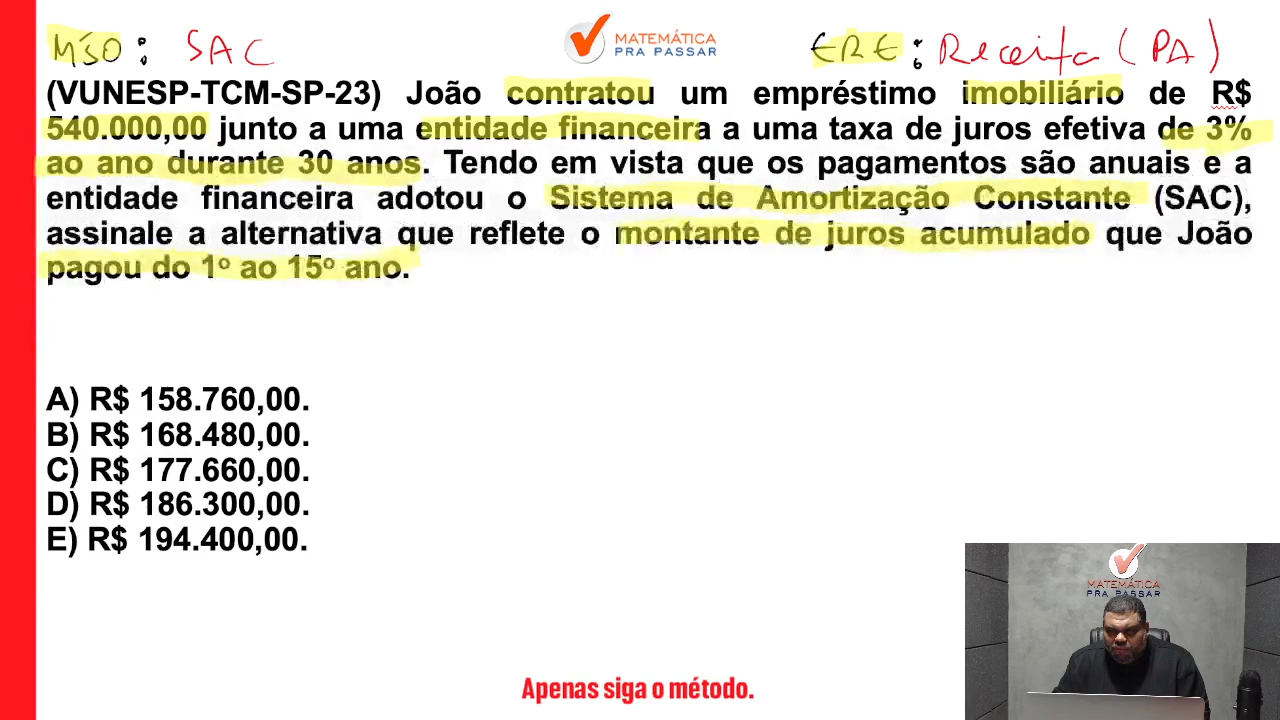 MSO: SAC
MATEMÁTICA
PRA PASSAR
ERE: Receita (PA)
(VUNESP-TCM-SP-23) João contratou um empréstimo imobiliário de R$
540.000,00 junto a uma entidade financeira a uma taxa de juros efetiva de 3%
ao ano durante 30 anos. Tendo em vista que os pagamentos são anuais e a
entidade financeira adotou o Sistema de Amortização Constante (SAC),
assinale a alternativa que reflete o montante de juros acumulado que João
pagou do 1º ao 15º ano.
A) R$ 158.760,00.
B) R$ 168.480,00.
C) R$ 177.660,00.
D) R$ 186.300,00.
E) R$ 194.400,00.
MATEMÁTICA
PRA PASSAR
Apenas siga o método.